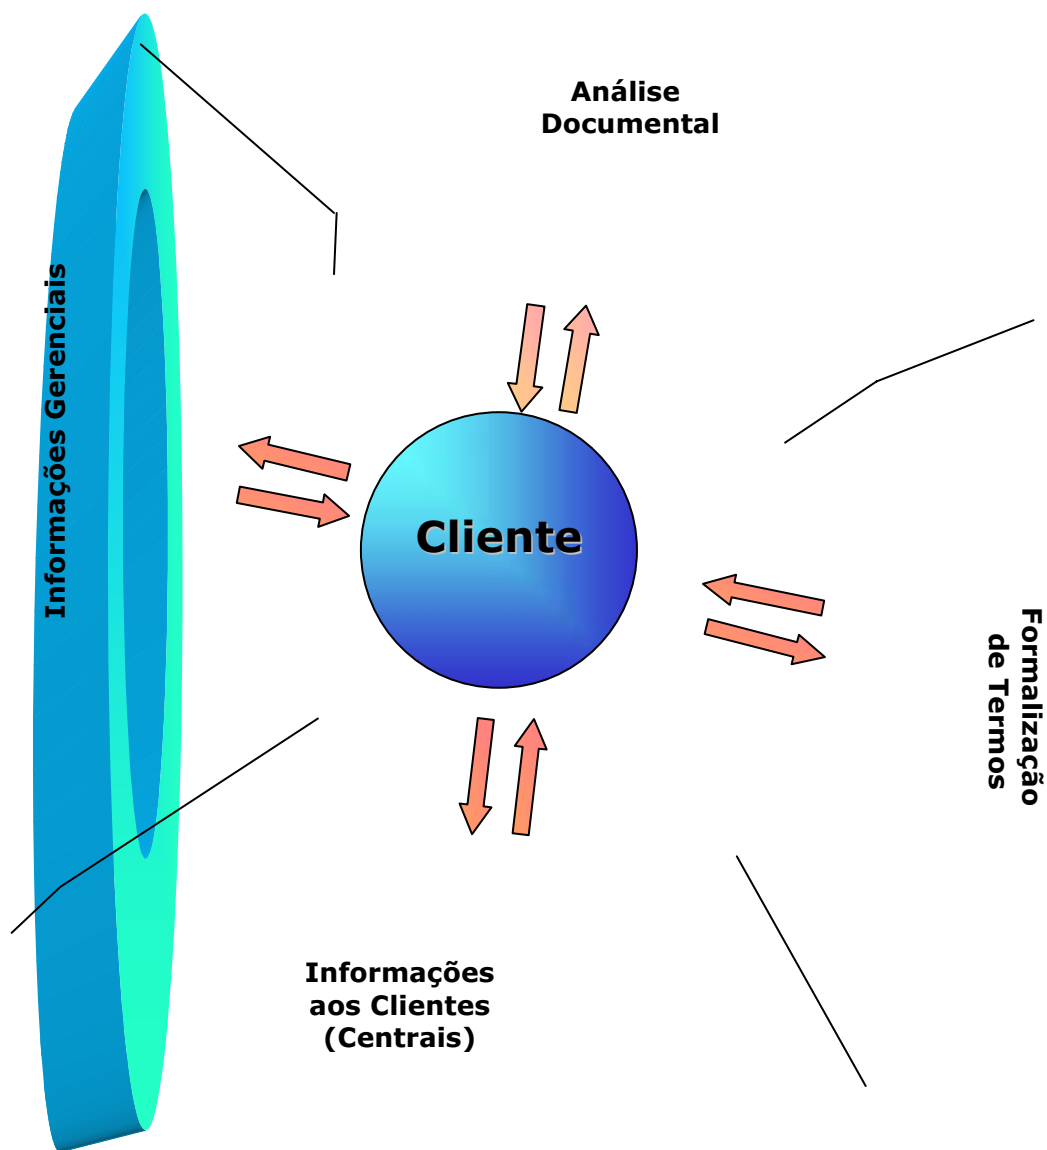 Análise
Documental
Informações Gerenciais
Cliente
Formalização
de Termos
Informações
aos Clientes
(Centrais)